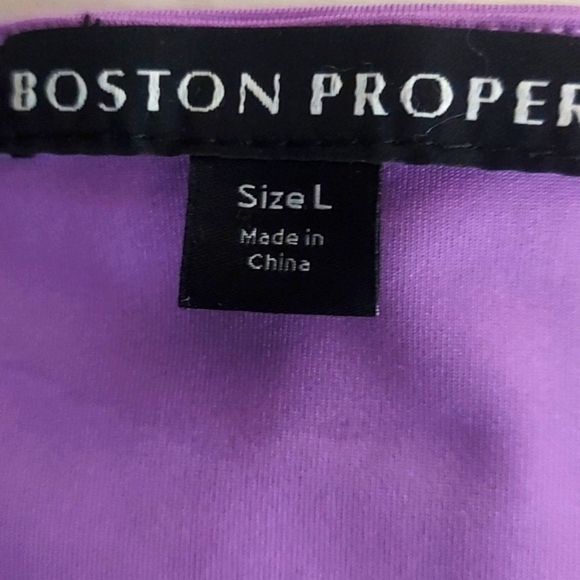 BOSTON PROPER
Size L
Made in
China